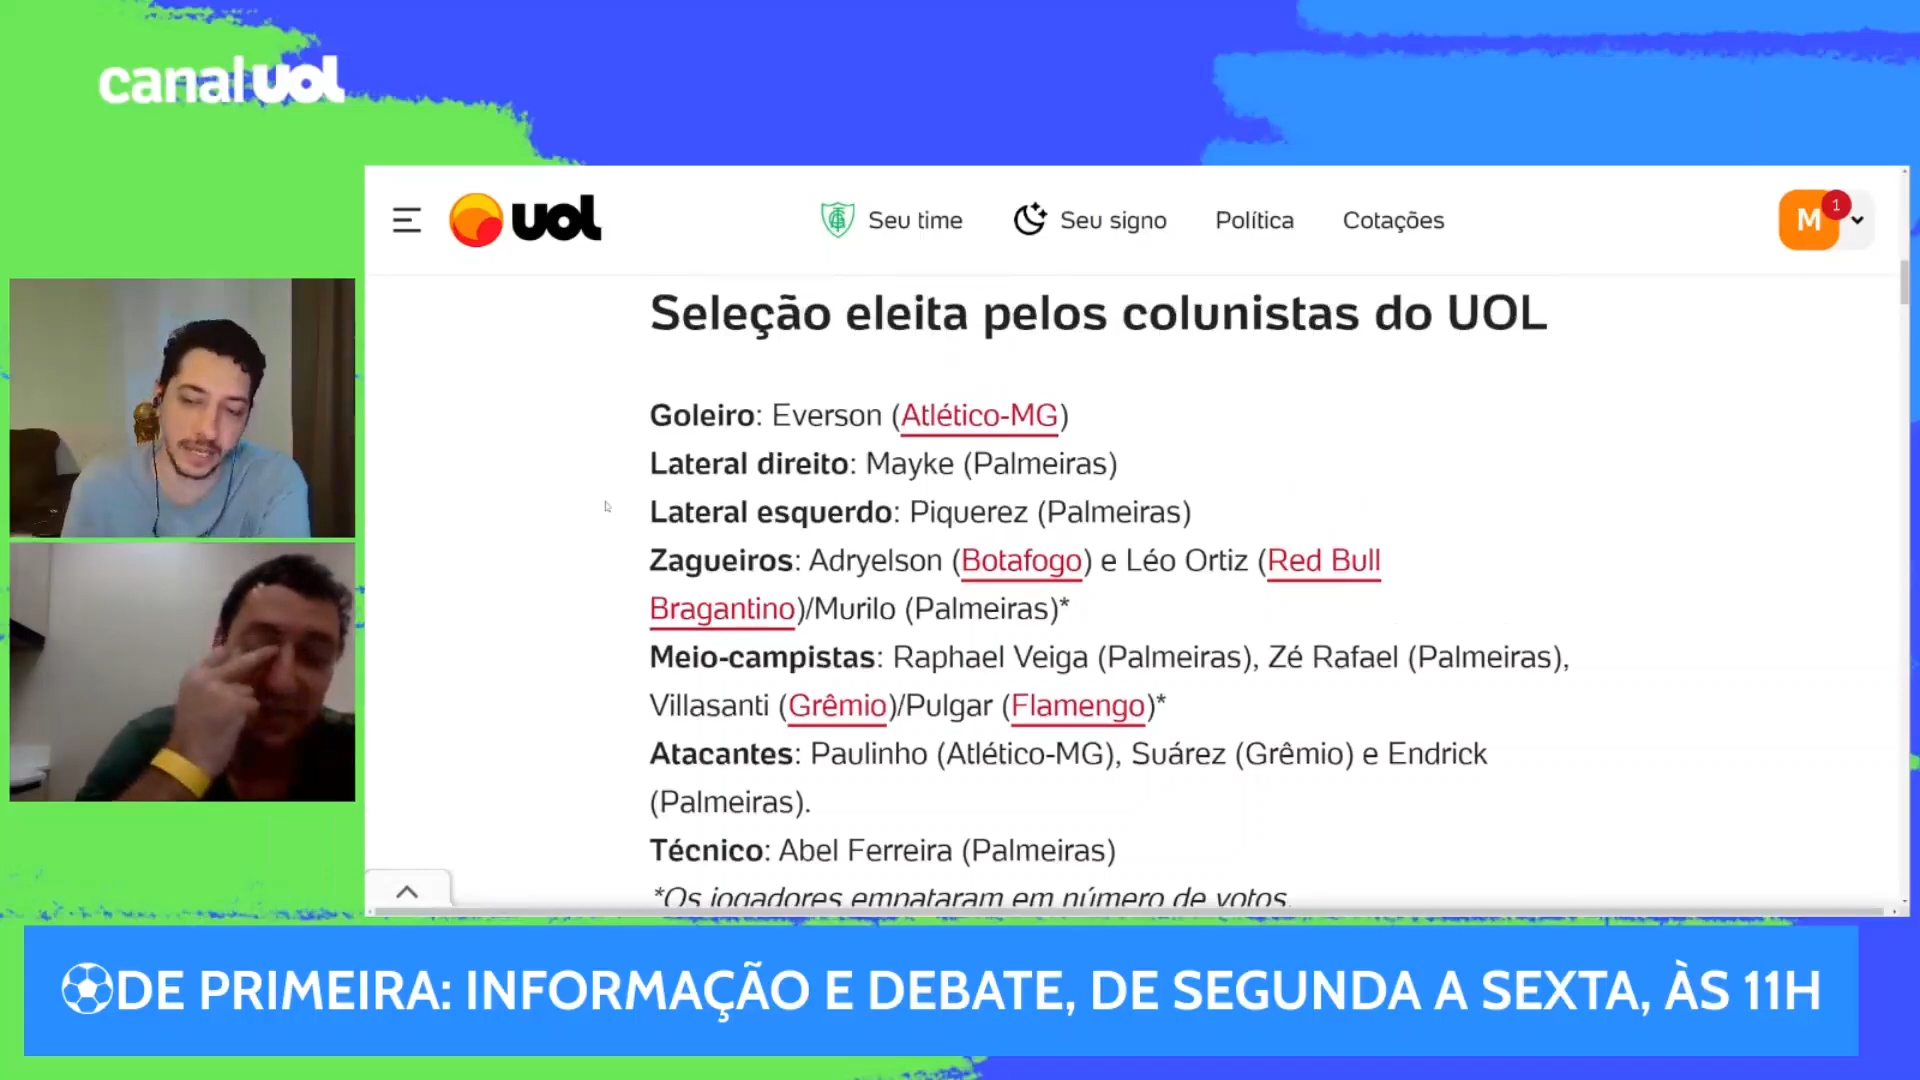 canal uol
uol
Seu time
Seu signo
Política
Cotações
M
1
Seleção eleita pelos colunistas do UOL
Goleiro: Everson (Atlético-MG)
Lateral direito: Mayke (Palmeiras)
Lateral esquerdo: Piquerez (Palmeiras)
Zagueiros: Adryelson (Botafogo) e Léo Ortiz (Red Bull
Bragantino)/Murilo (Palmeiras)*
Meio-campistas: Raphael Veiga (Palmeiras), Zé Rafael (Palmeiras),
Villasanti (Grêmio)/Pulgar (Flamengo)*
Atacantes: Paulinho (Atlético-MG), Suárez (Grêmio) e Endrick
(Palmeiras).
Técnico: Abel Ferreira (Palmeiras)
*Os jogadores empataram em número de votos.
DE PRIMEIRA: INFORMAÇÃO E DEBATE, DE SEGUNDA A SEXTA, ÀS 11H